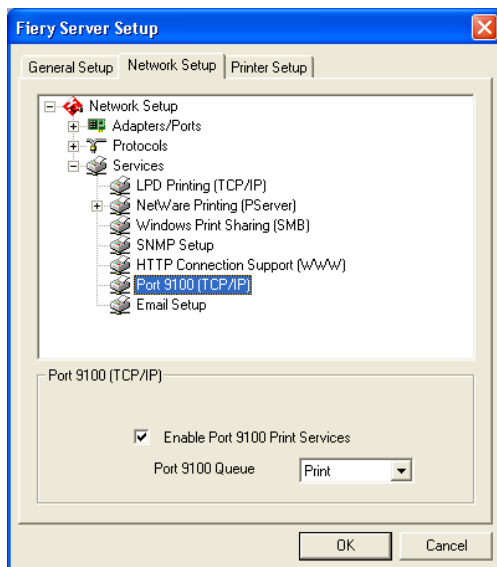 Fiery Server Setup
General Setup Network Setup Printer Setup
Network Setup
Adapters/Ports
Protocols
Services
LPD Printing (TCP/IP)
NetWare Printing (PServer)
Windows Print Sharing (SMB)
SNMP Setup
HTTP Connection Support (WWW)
Port 9100 (TCP/IP)
Email Setup
Port 9100 (TCP/IP)
Enable Port 9100 Print Services
Port 9100 Queue Print
OK Cancel